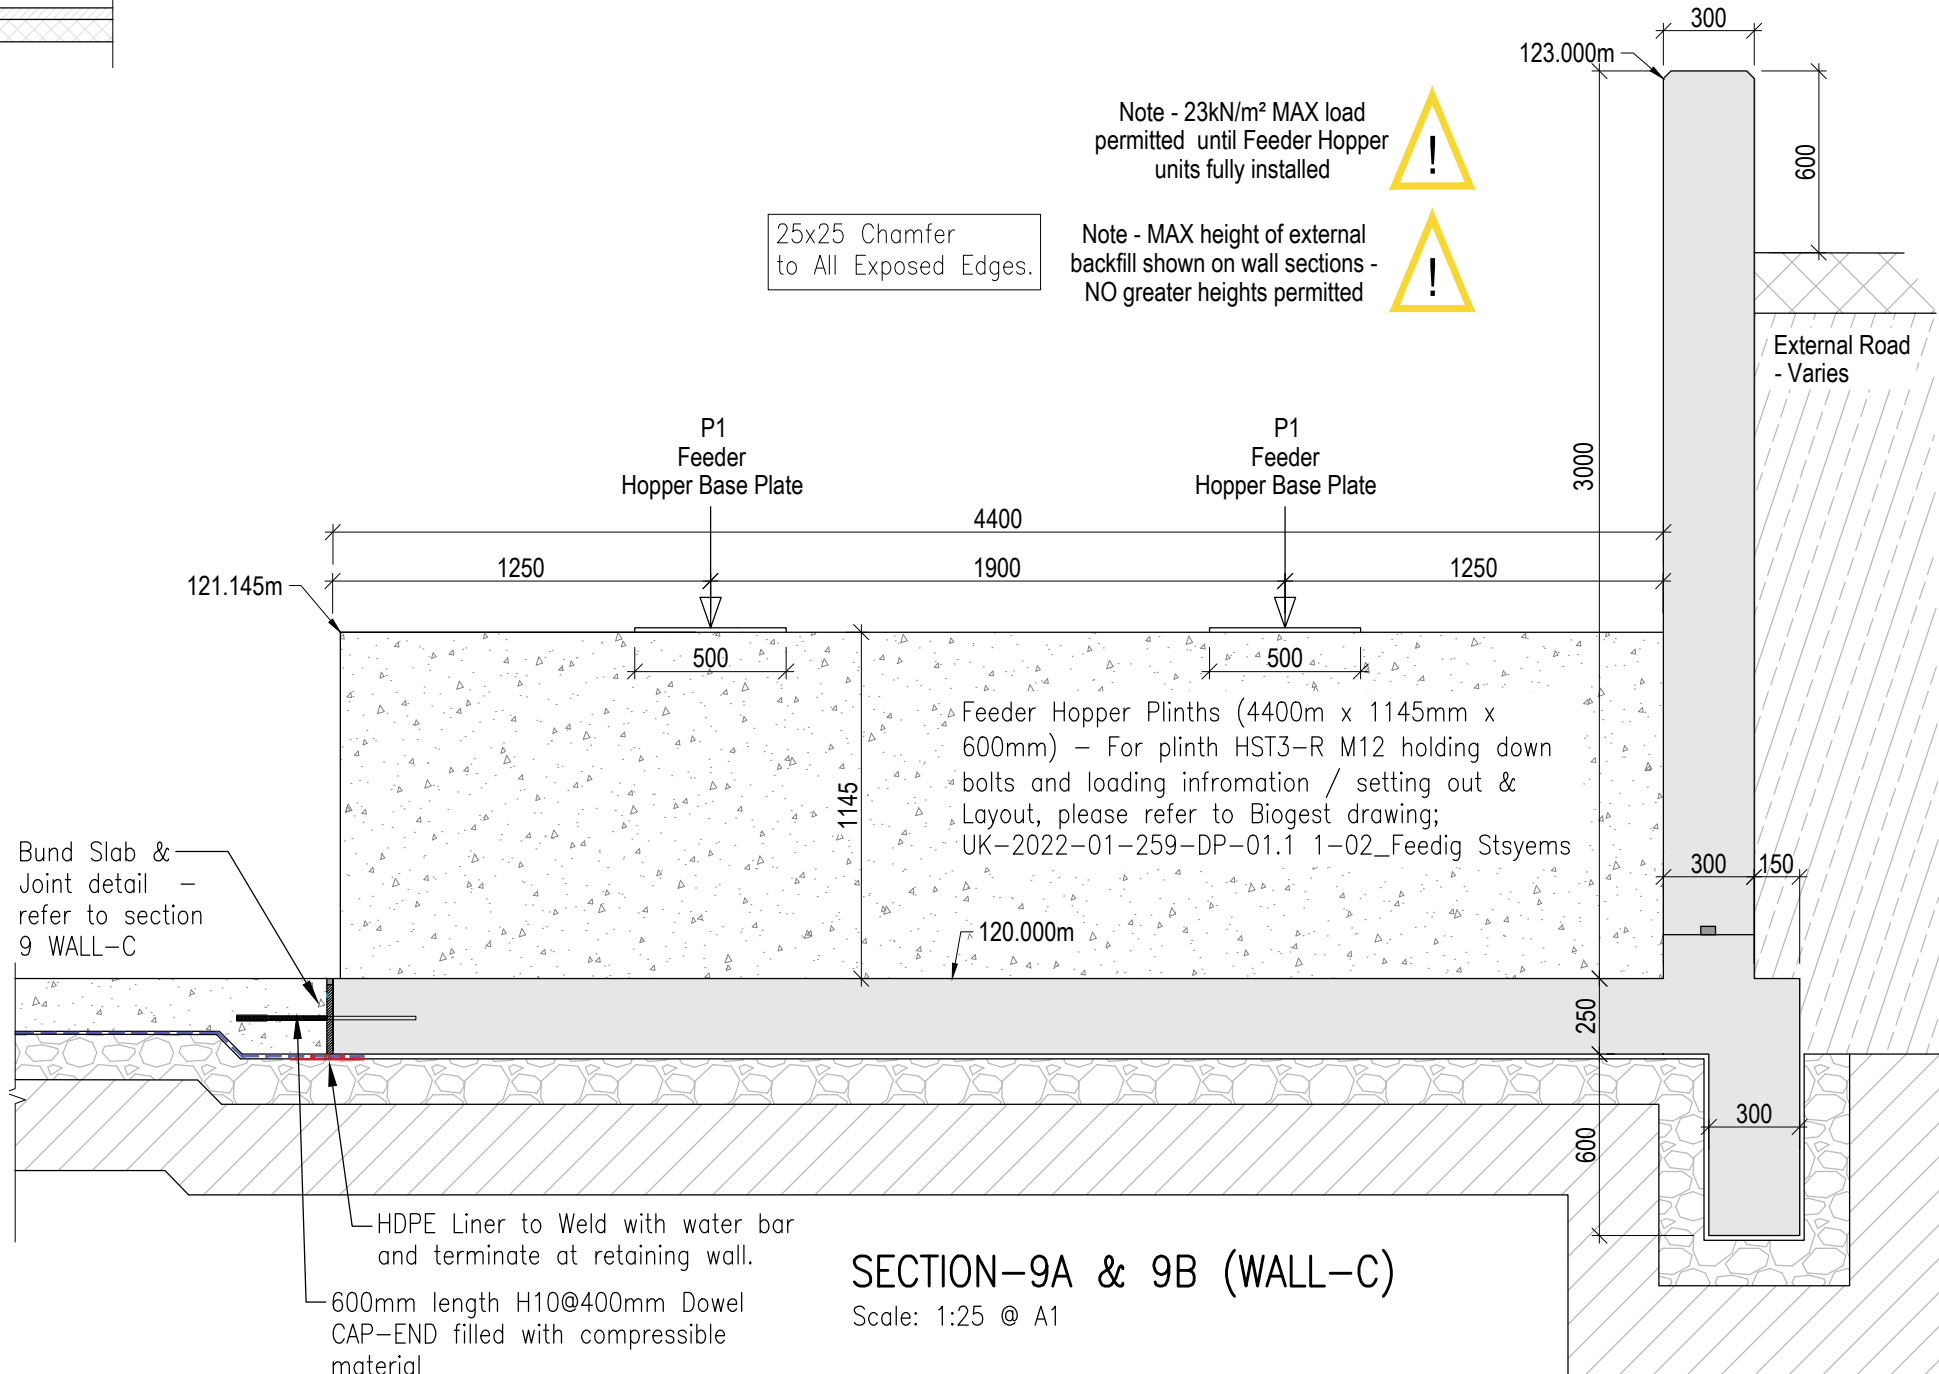 300
123.000m
Note - 23kN/m² MAX load
permitted until Feeder Hopper
units fully installed
!
600
25x25 Chamfer
to All Exposed Edges.
Note - MAX height of external
backfill shown on wall sections -
NO greater heights permitted
!
External Road
- Varies
3000
P1
Feeder
Hopper Base Plate
P1
Feeder
Hopper Base Plate
4400
1250
1900
1250
121.145m
500
500
1145
Feeder Hopper Plinths (4400m x 1145mm x
600mm) – For plinth HST3–R M12 holding down
bolts and loading infromation / setting out &
Layout, please refer to Biogest drawing;
UK–2022–01–259–DP–01.1 1–02_Feedig Stsyems
Bund Slab &
Joint detail –
refer to section
9 WALL–C
300
150
120.000m
250
300
600
HDPE Liner to Weld with water bar
and terminate at retaining wall.
600mm length H10@400mm Dowel
CAP–END filled with compressible
material
SECTION–9A & 9B (WALL–C)
Scale: 1:25 @ A1